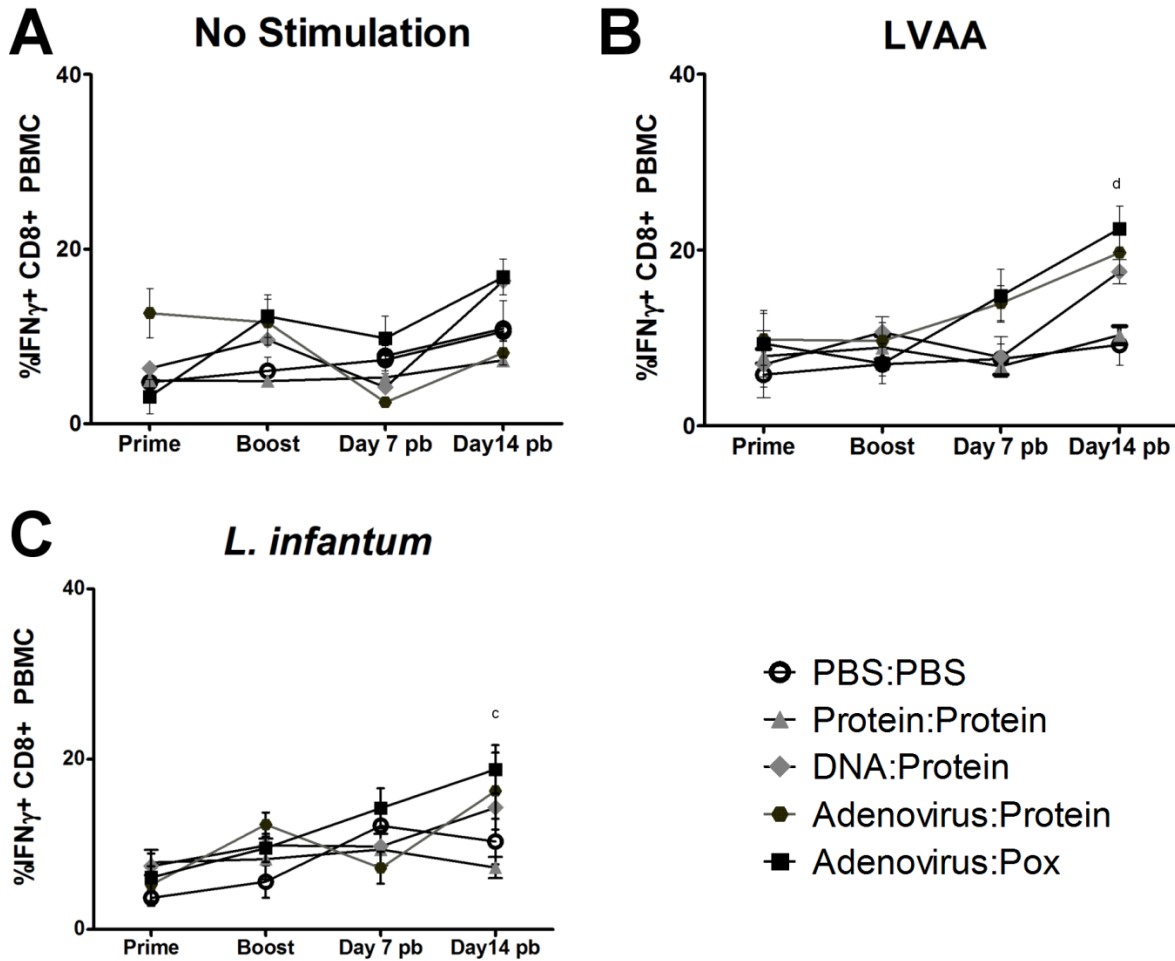 A
No Stimulation
%IFNγ+ CD8+ PBMC
40
20
0
Prime
Boost
Day 7 pb
Day14 pb
B
LVAA
%IFNγ+ CD8+ PBMC
40
20
0
d
Prime
Boost
Day 7 pb
Day14 pb
C
L. infantum
%IFNγ+ CD8+ PBMC
40
20
0
c
Prime
Boost
Day 7 pb
Day14 pb
PBS:PBS
Protein:Protein
DNA:Protein
Adenovirus:Protein
Adenovirus:Pox